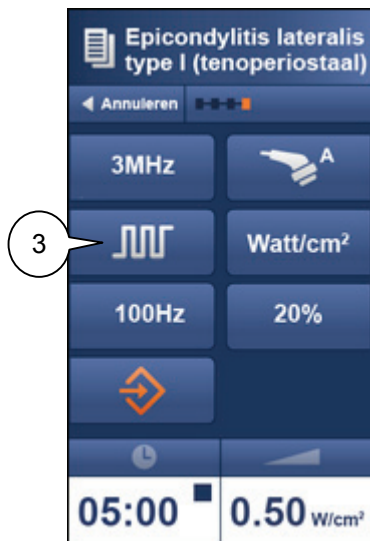 Epicondylitis lateralis
type I (tenoperiostaal)
Annuleren
3MHz
A
3
Watt/cm²
100Hz
20%
05:00
0.50 W/cm²